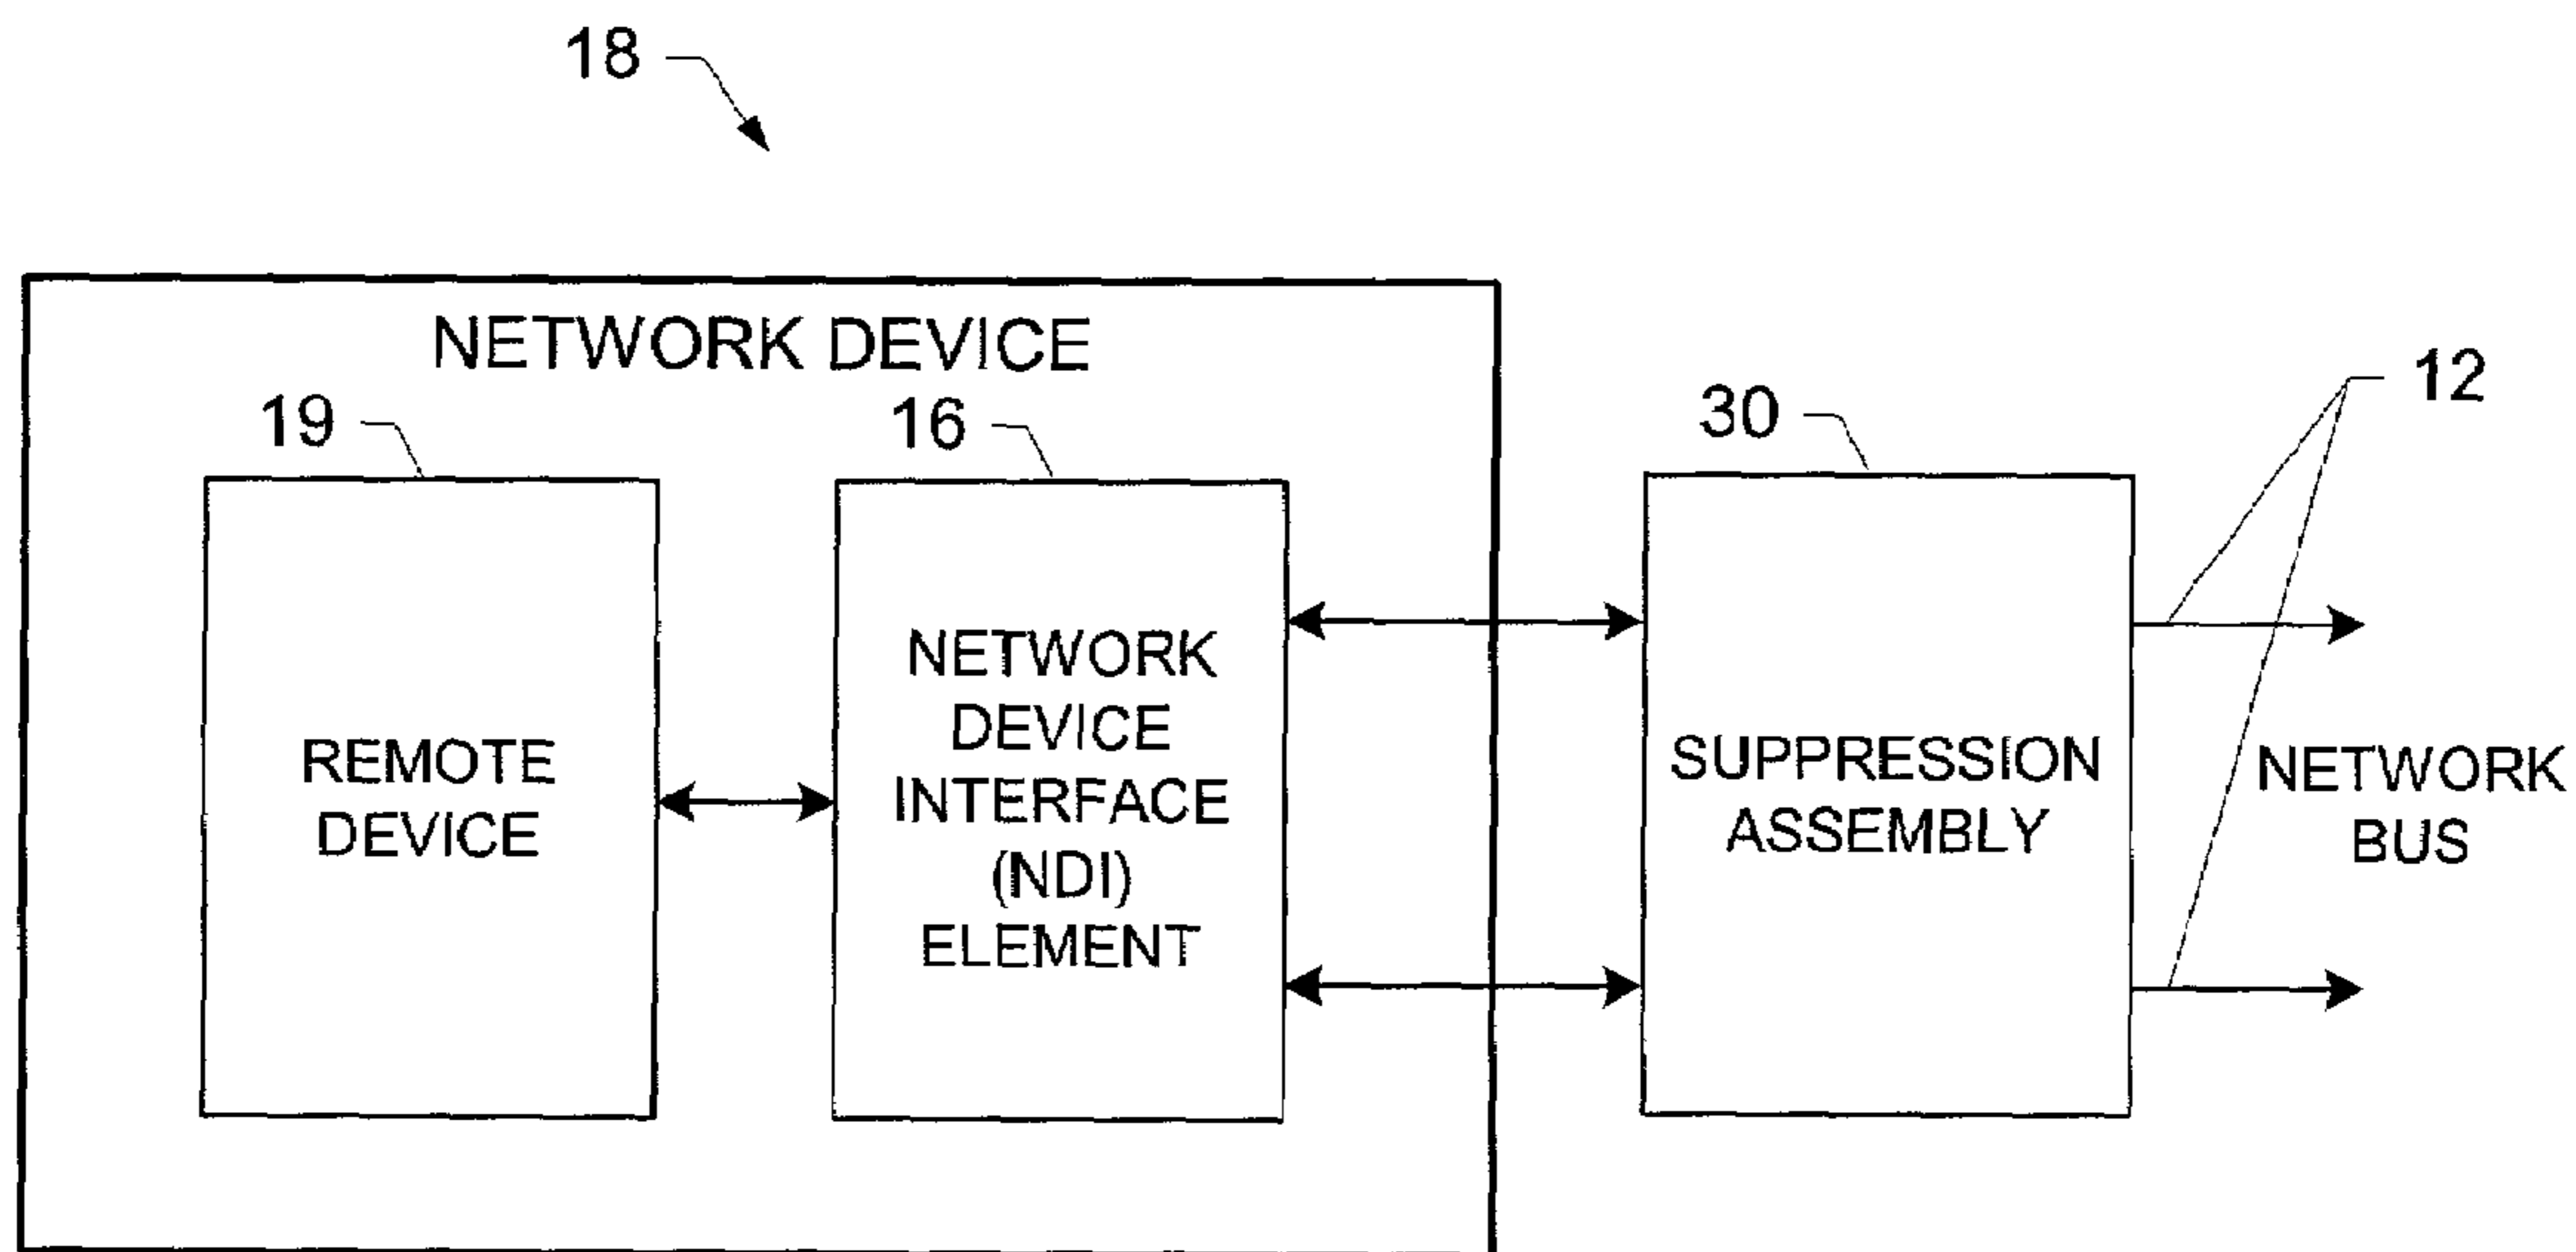 18
NETWORK DEVICE
19
16
30
12
REMOTE
DEVICE
NETWORK
DEVICE
INTERFACE
(NDI)
ELEMENT
SUPPRESSION
ASSEMBLY
NETWORK
BUS